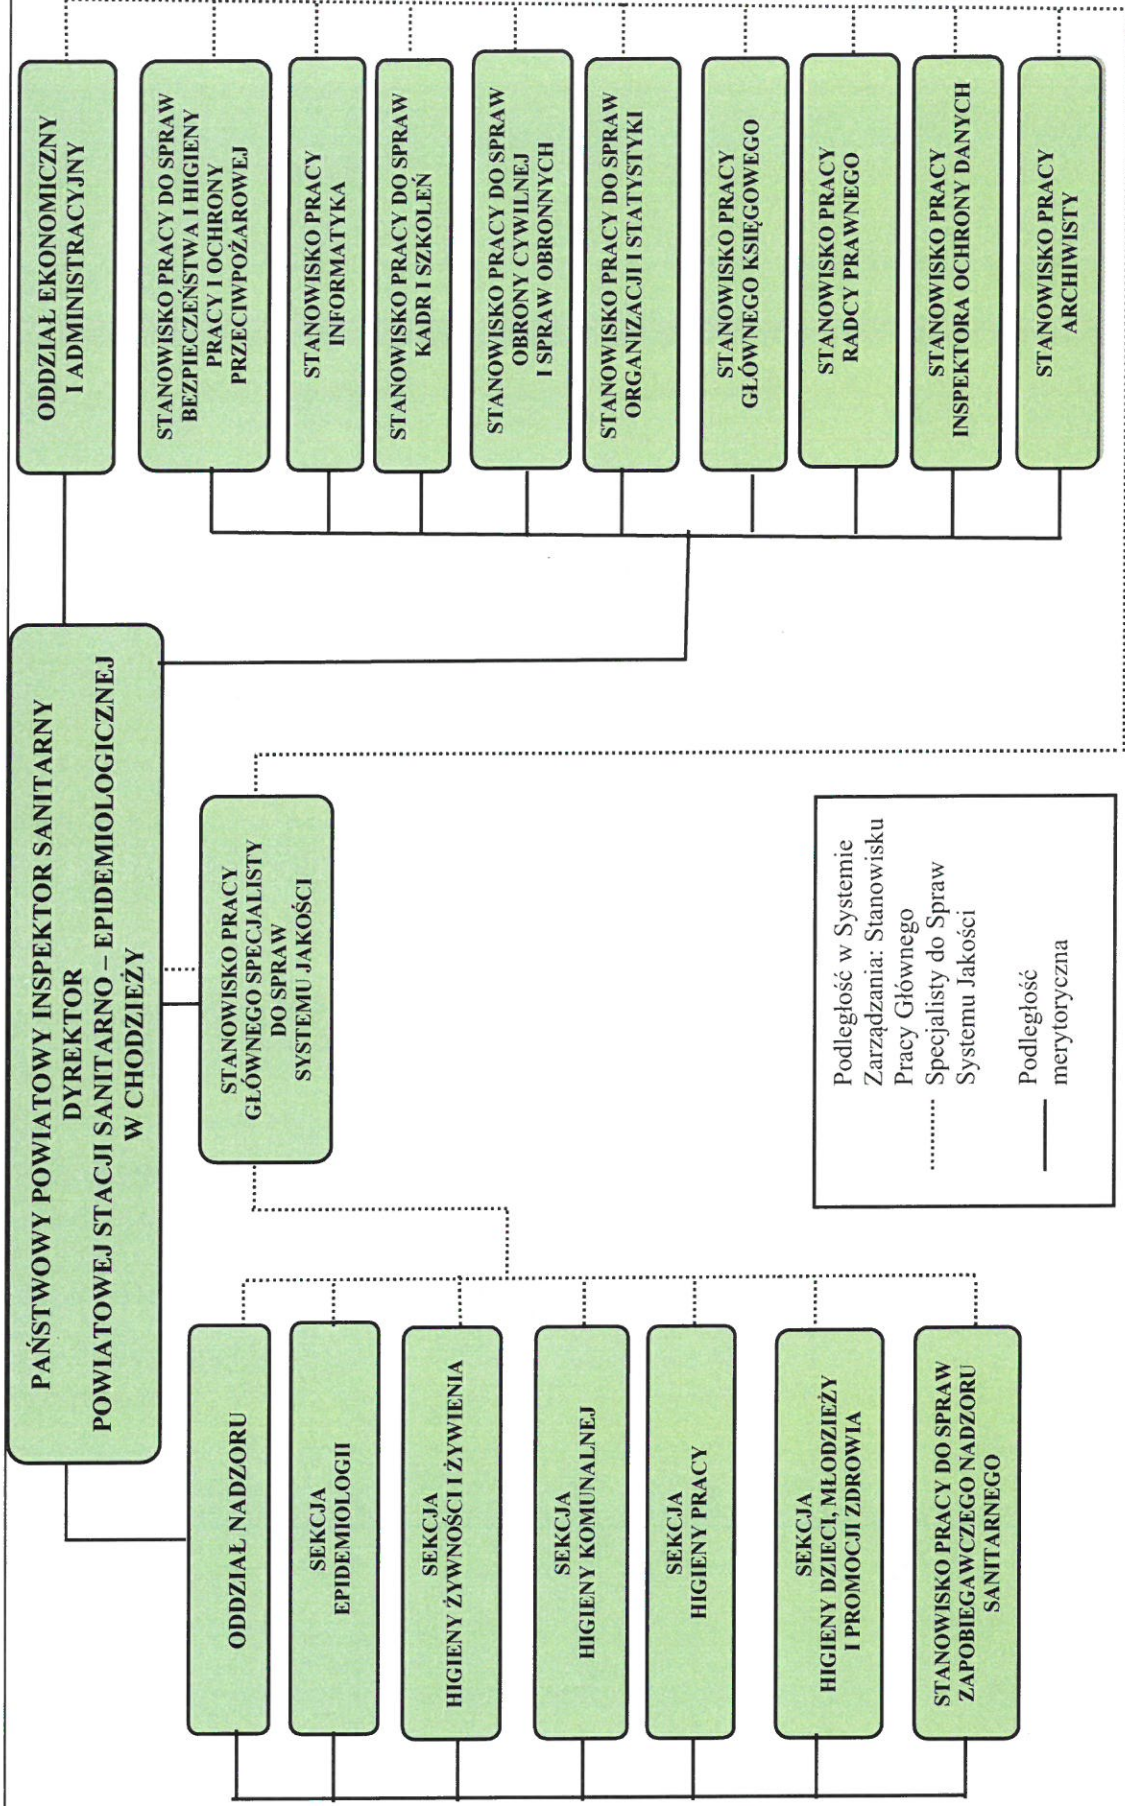 PAŃSTWOWY POWIATOWY INSPEKTOR SANITARNY
DYREKTOR
POWIATOWEJ STACJI SANITARNO – EPIDEMIOLOGICZNEJ
W CHODZIEŻY
ODDZIAŁ NADZORU
SEKCJA
EPIDEMIOLOGII
SEKCJA
HIGIENY ŻYWNOŚCI I ŻYWIENIA
SEKCJA
HIGIENY KOMUNALNEJ
SEKCJA
HIGIENY PRACY
SEKCJA
HIGIENY DZIECI, MŁODZIEŻY
I PROMOCJI ZDROWIA
STANOWISKO PRACY DO SPRAW
ZAPOBIEGAWCZEGO NADZORU
SANITARNEGO
STANOWISKO PRACY
GŁÓWNEGO SPECJALISTY
DO SPRAW
SYSTEMU JAKOŚCI
Podległość w Systemie
Zarządzania: Stanowisku
Pracy Głównego
Specjalisty do Spraw
Systemu Jakości
Podległość
merytoryczna
ODDZIAŁ EKONOMICZNY
I ADMINISTRACYJNY
STANOWISKO PRACY DO SPRAW
BEZPIECZEŃSTWA I HIGIENY
PRACY I OCHRONY
PRZECIWPOŻAROWEJ
STANOWISKO PRACY
INFORMATYKA
STANOWISKO PRACY DO SPRAW
KADR I SZKOLEŃ
STANOWISKO PRACY DO SPRAW
OBRONY CYWILNEJ
I SPRAW OBRONNYCH
STANOWISKO PRACY DO SPRAW
ORGANIZACJI I STATYSTYKI
STANOWISKO PRACY
GŁÓWNEGO KSIĘGOWEGO
STANOWISKO PRACY
RADCY PRAWNEGO
STANOWISKO PRACY
INSPEKTORA OCHRONY DANYCH
STANOWISKO PRACY
ARCHIWISTY